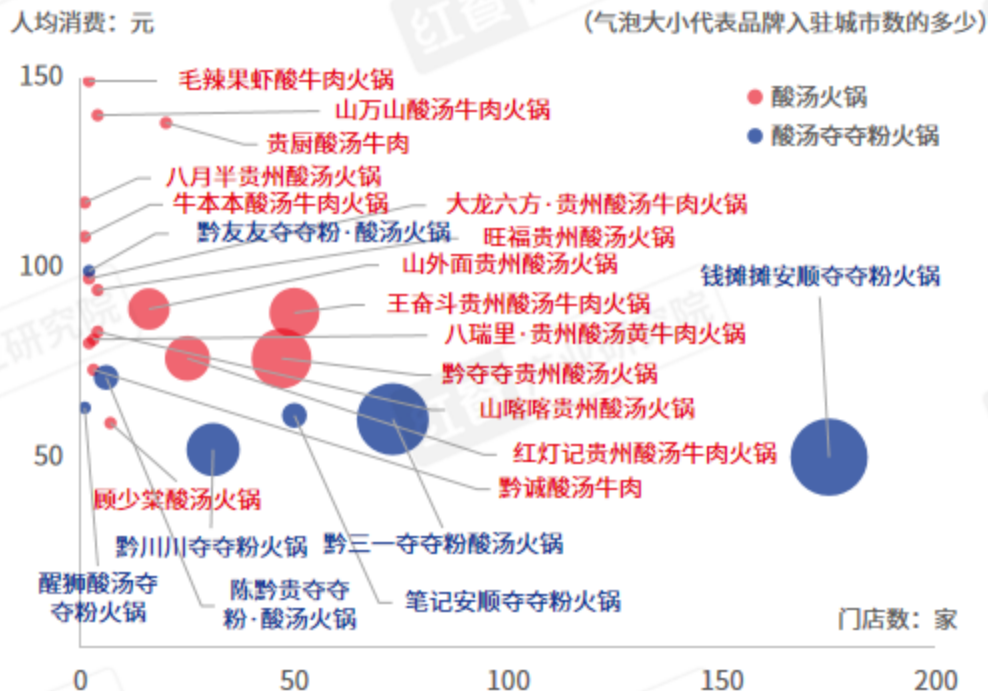 人均消费：元
（气泡大小代表品牌入驻城市数的多少）
150
毛辣果虾酸牛肉火锅
酸汤火锅
山万山酸汤牛肉火锅
酸汤夺夺粉火锅
贵厨酸汤牛肉
八月半贵州酸汤火锅
牛本本酸汤牛肉火锅
大龙六方·贵州酸汤牛肉火锅
黔友友夺夺粉·酸汤火锅
旺福贵州酸汤火锅
100
山外面贵州酸汤火锅
钱摊摊安顺夺夺粉火锅
王奋斗贵州酸汤牛肉火锅
八瑞里·贵州酸汤黄牛肉火锅
黔夺夺贵州酸汤火锅
山喀喀贵州酸汤火锅
50
红灯记贵州酸汤牛肉火锅
黔诚酸汤牛肉
顾少棠酸汤火锅
黔川川夺夺粉火锅
黔三一夺夺粉酸汤火锅
醒狮酸汤夺
夺粉火锅
陈黔贵夺夺
粉·酸汤火锅
笔记安顺夺夺粉火锅
门店数：家
0
50
100
150
200